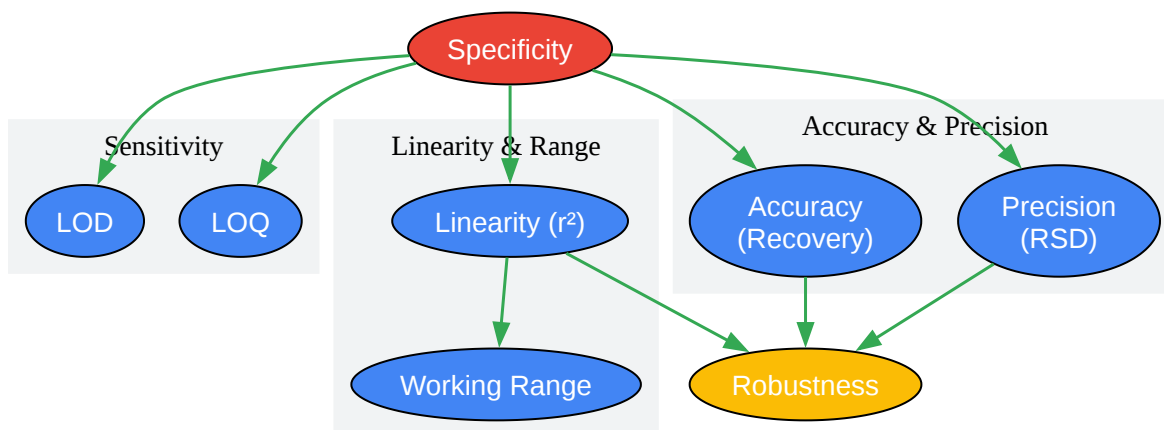 Specificity
Sensitivity
Linearity & Range
Accuracy & Precision
LOD
LOQ
Linearity (r²)
Accuracy
(Recovery)
Precision
(RSD)
Working Range
Robustness